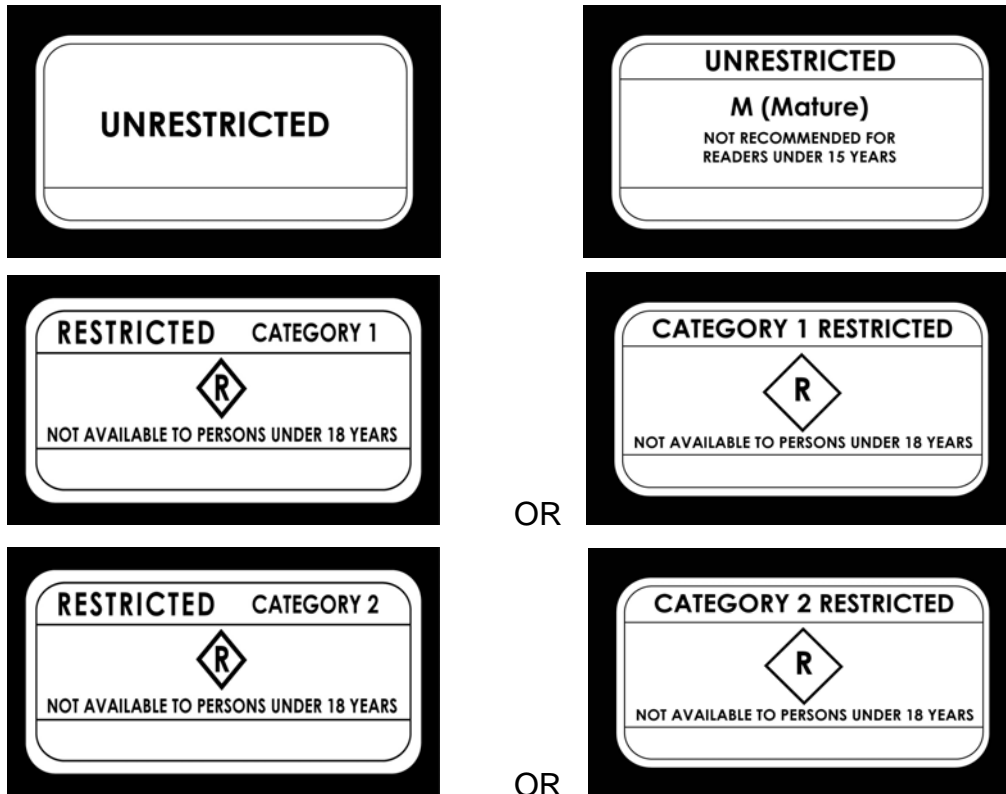 UNRESTRICTED
UNRESTRICTED
M (Mature)
NOT RECOMMENDED FOR
READERS UNDER 15 YEARS
RESTRICTED CATEGORY 1
R
NOT AVAILABLE TO PERSONS UNDER 18 YEARS
OR
CATEGORY 1 RESTRICTED
R
NOT AVAILABLE TO PERSONS UNDER 18 YEARS
RESTRICTED CATEGORY 2
R
NOT AVAILABLE TO PERSONS UNDER 18 YEARS
OR
CATEGORY 2 RESTRICTED
R
NOT AVAILABLE TO PERSONS UNDER 18 YEARS